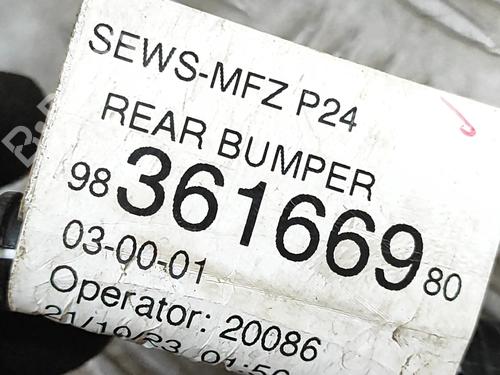 SEWS-MFZ P24
REAR BUMPER
98 361669 80
03-00-01
Operator: 20086